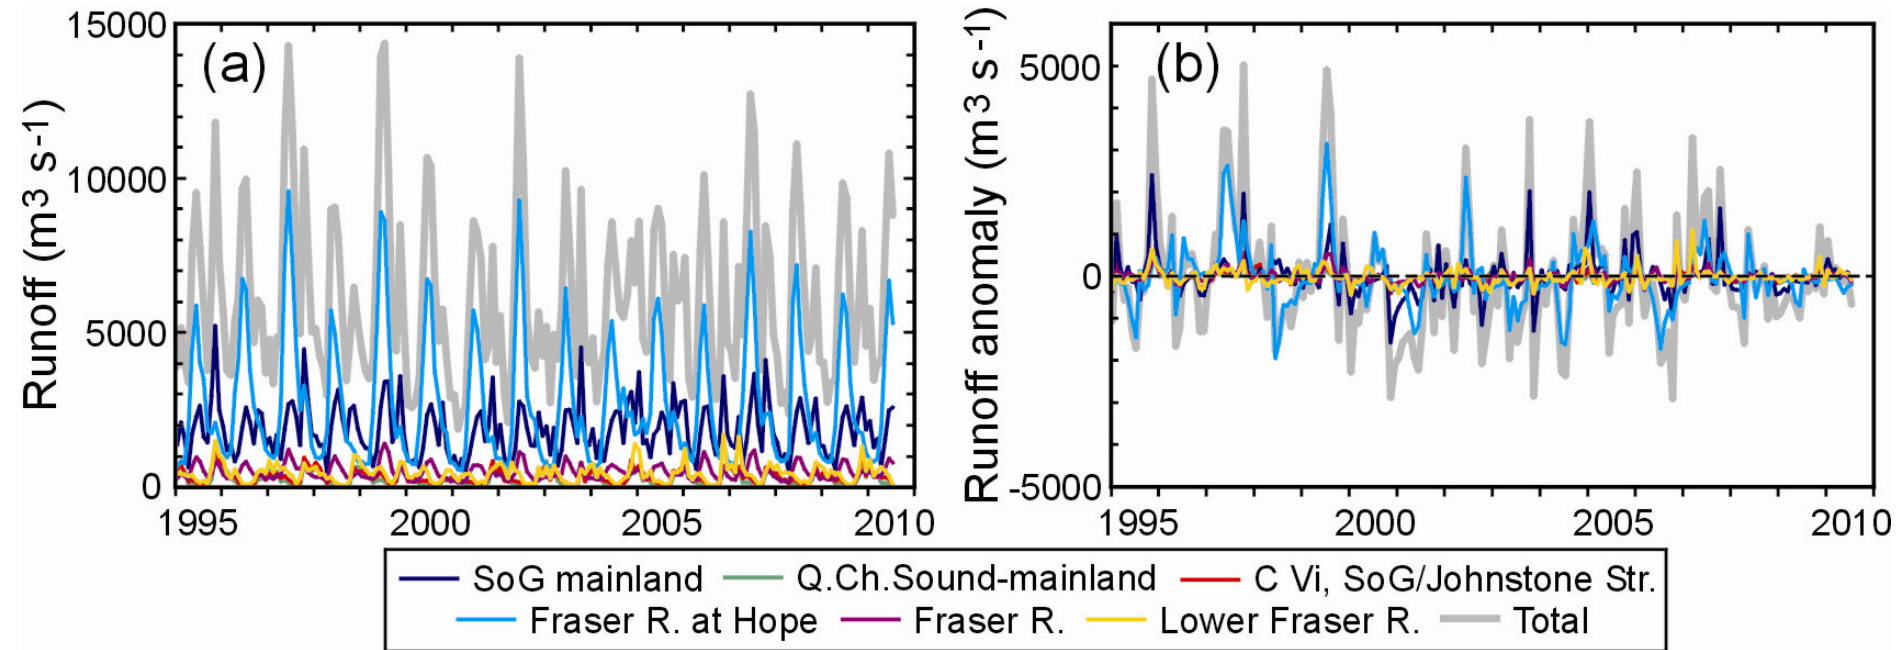 15000
(a)
10000
5000
0
1995
2000
2005
2010
Runoff (m3 s-1)
(b)
5000
0
-5000
1995
2000
2005
2010
Runoff anomaly (m3 s-1)
SoG mainland Q.Ch.Sound-mainland C Vi, SoG/Johnstone Str.
Fraser R. at Hope Fraser R. Lower Fraser R. Total